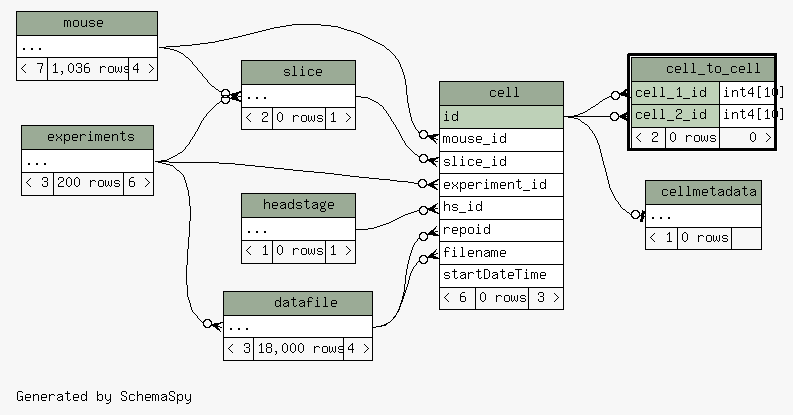 mouse
...
< 7 1,036 rows 4 >
experiments
...
< 3 200 rows 6 >
slice
...
< 2 0 rows 1 >
headstage
...
< 1 0 rows 1 >
datafile
...
< 3 18,000 rows 4 >
cell
id
mouse_id
slice_id
experiment_id
hs_id
repoid
filename
startDateTime
< 6 0 rows 3 >
cell_to_cell
cell_1_id int4[10]
cell_2_id int4[10]
< 2 0 rows 0 >
cellmetadata
...
< 1 0 rows
Generated by SchemaSpy